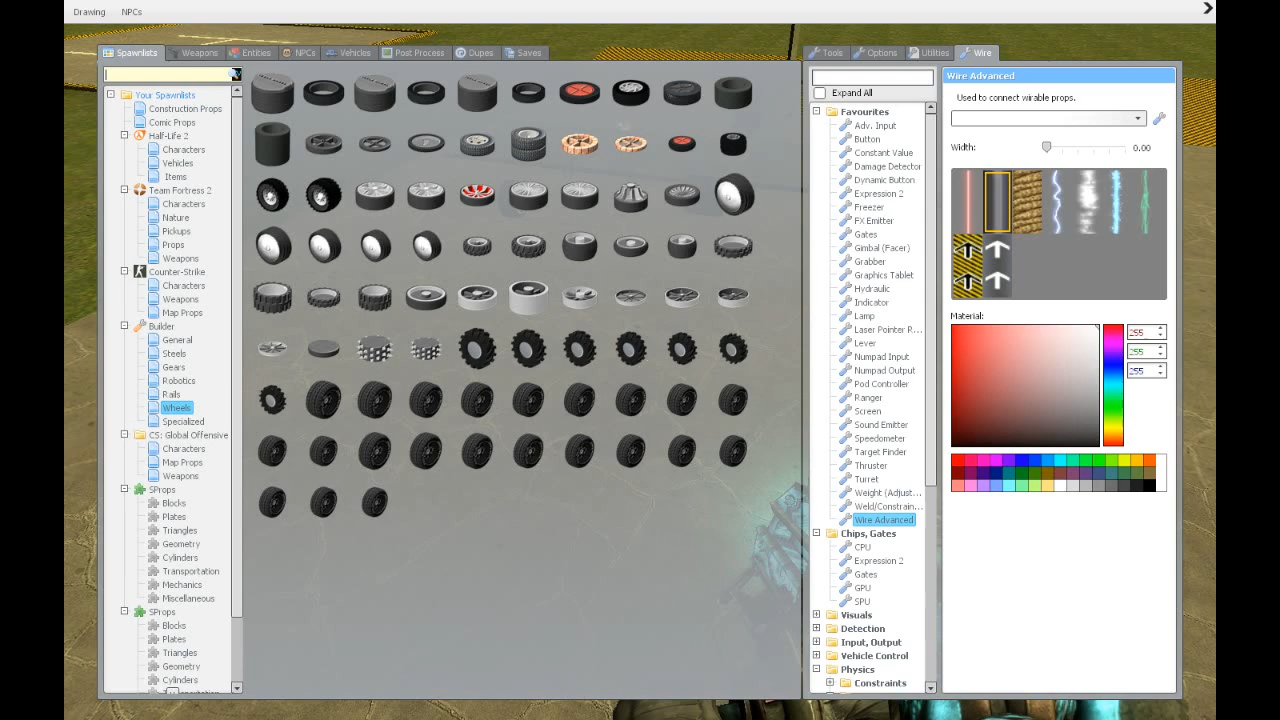 Drawing NPCs
Spawnlists Weapons Entities NPCs Vehicles Post Process Dupes Saves
Your Spawnlists
Construction Props
Comic Props
Half-Life 2
Characters
Vehicles
Items
Team Fortress 2
Characters
Nature
Pickups
Props
Weapons
Counter-Strike
Characters
Weapons
Map Props
Builder
General
Steels
Gears
Robotics
Rails
Wheels
Specialized
CS: Global Offensive
Characters
Map Props
Weapons
SProps
Blocks
Plates
Triangles
Geometry
Cylinders
Transportation
Mechanics
Miscellaneous
SProps
Blocks
Plates
Triangles
Geometry
Cylinders
Tools Options Utilities Wire
Expand All
Favourites
Adv. Input
Button
Constant Value
Damage Detector
Dynamic Button
Expression 2
Freezer
FX Emitter
Gates
Gimbal (Facer)
Grabber
Graphics Tablet
Hydraulic
Indicator
Lamp
Laser Pointer R...
Lever
Numpad Input
Numpad Output
Pod Controller
Ranger
Screen
Sound Emitter
Speedometer
Target Finder
Thruster
Turret
Weight (Adjust...
Weld/Constrain...
Wire Advanced
Chips, Gates
CPU
Expression 2
Gates
GPU
SPU
Visuals
Detection
Input, Output
Vehicle Control
Physics
Constraints
Wire Advanced
Used to connect wirable props.
Width: 0.00
Material:
255
255
255